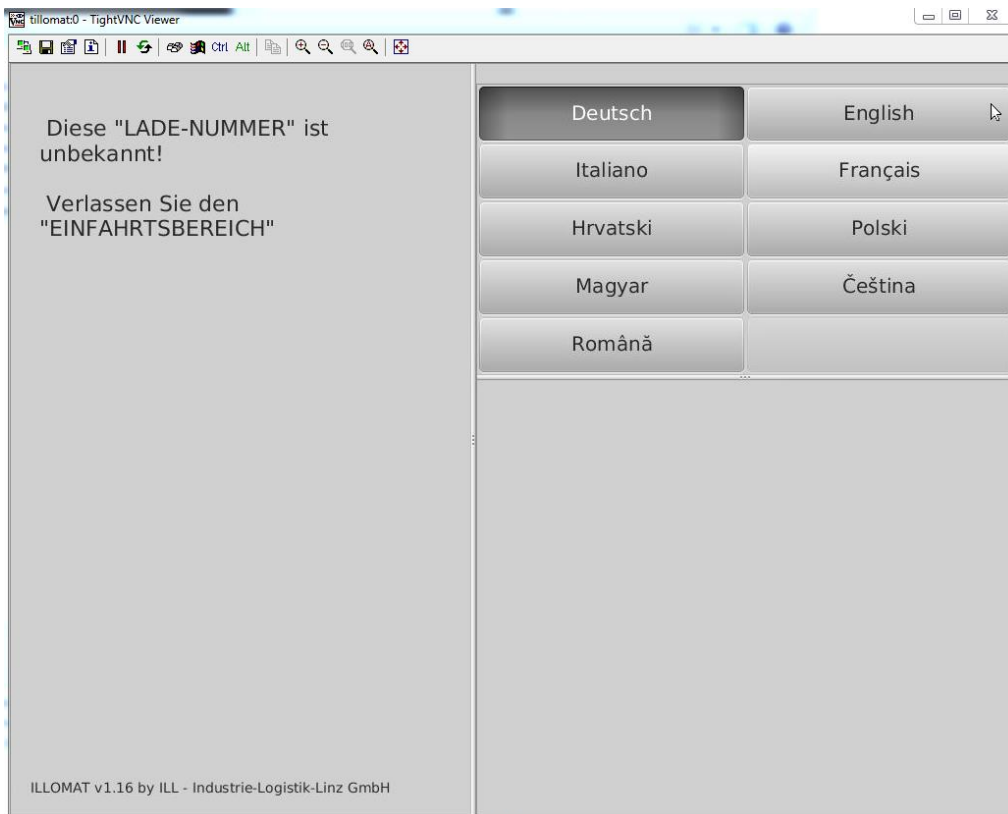 tillomat:0 - TightVNC Viewer
Ctrl Alt
Diese "LADE-NUMMER" ist
unbekannt!
Verlassen Sie den
"EINFAHRTSBEREICH"
Deutsch
English
Italiano
Français
Hrvatski
Polski
Magyar
Čeština
Română
ILLOMAT v1.16 by ILL - Industrie-Logistik-Linz GmbH